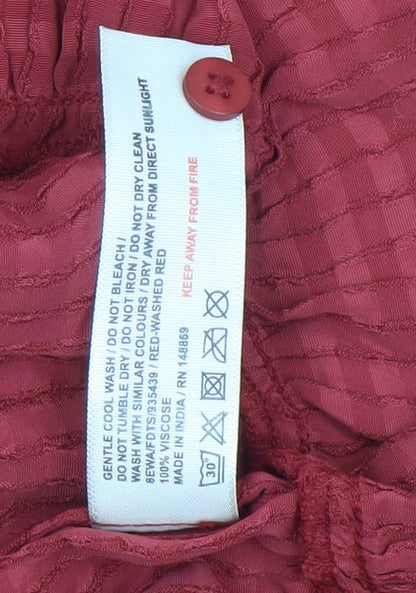 GENTLE COOL WASH / DO NOT BLEACH /
DO NOT TUMBLE DRY / DO NOT IRON / DO NOT DRY CLEAN
WASH WITH SIMILAR COLOURS / DRY AWAY FROM DIRECT SUNLIGHT
8EWA/FDTS/935439 / RED-WASHED RED
100% VISCOSE
MADE IN INDIA / RN 148869
KEEP AWAY FROM FIRE
30°